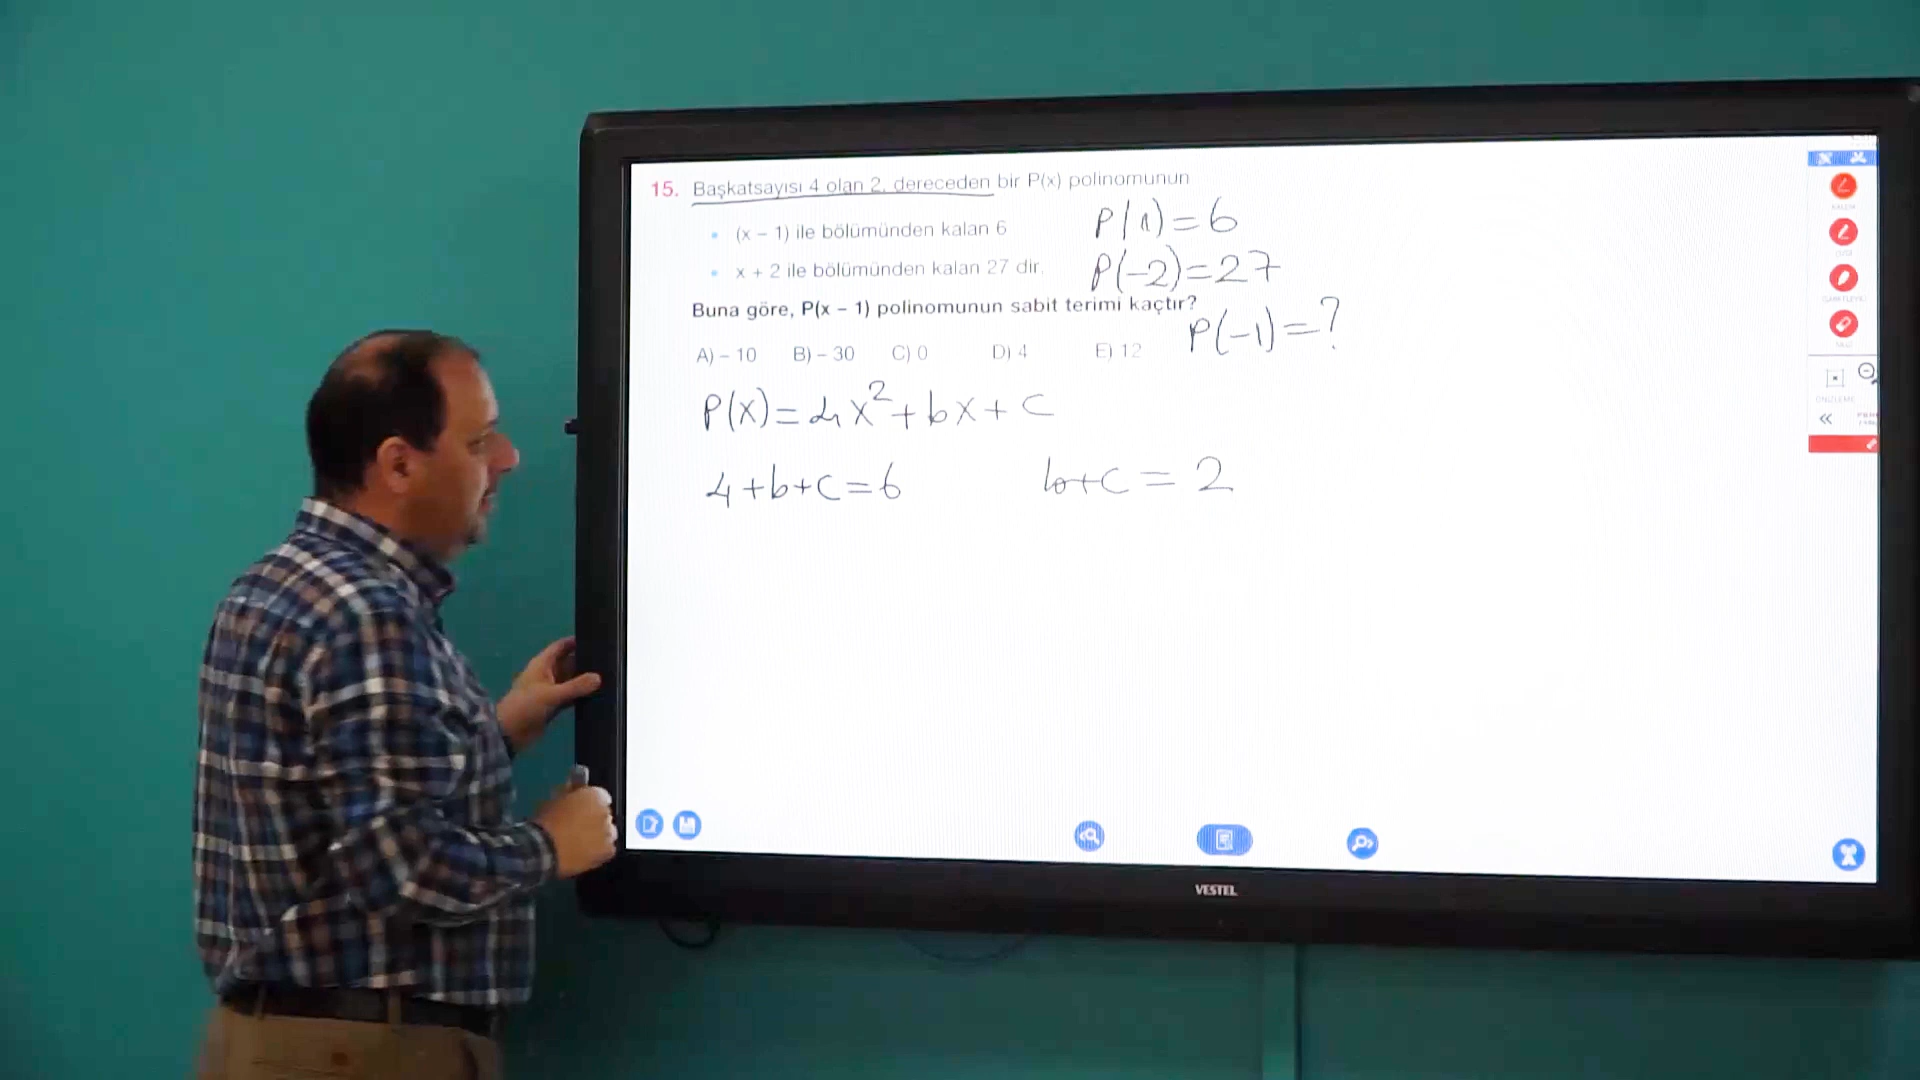 15. Başkatsayısı 4 olan 2. dereceden bir P(x) polinomunun
• (x – 1) ile bölümünden kalan 6
P(1)=6
• x + 2 ile bölümünden kalan 27 dir.
P(-2)=27
Buna göre, P(x – 1) polinomunun sabit terimi kaçtır?
P(-1)=?
A) – 10 B) – 30 C) 0 D) 4 E) 12
P(x)=4x²+bx+c
4+b+c=6 b+c=2
VESTEL